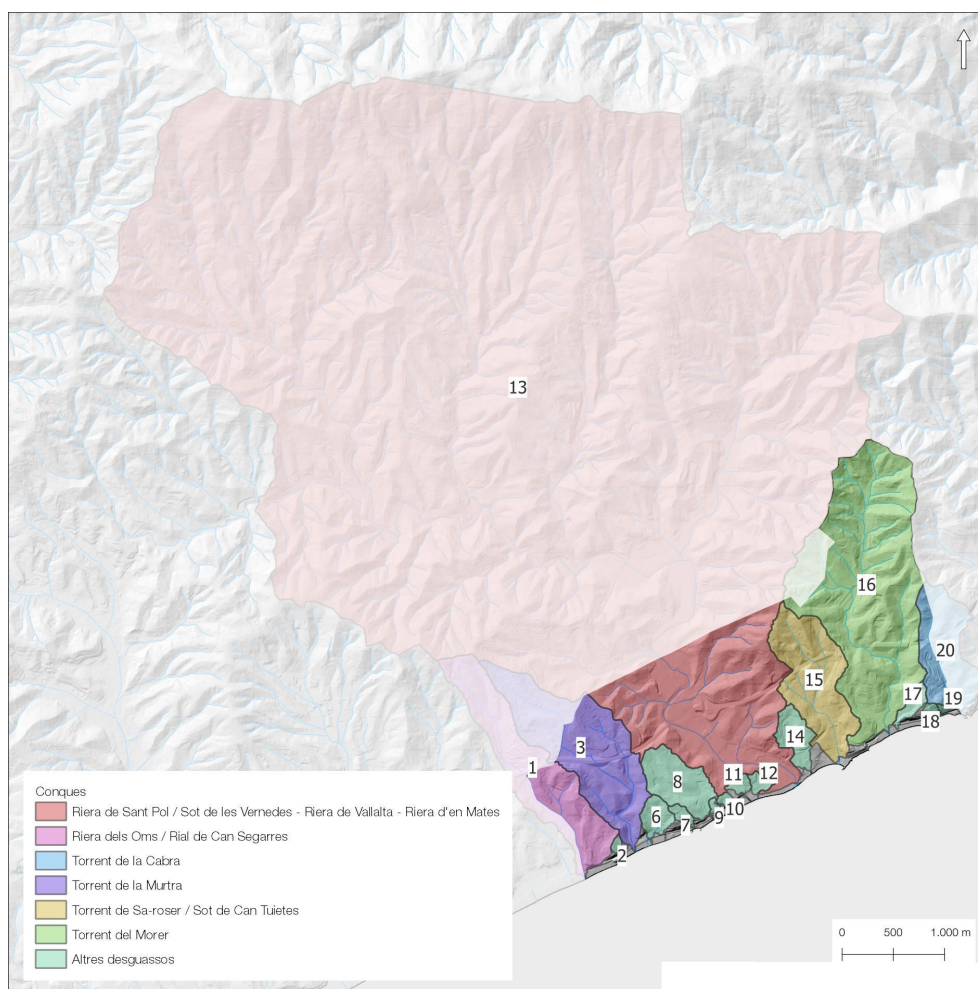 13
16
20
15
17
19
18
3
14
1
8
11
12
6
10
7
9
2
Conques
Riera de Sant Pol / Sot de les Vernedes - Riera de Vallalta - Riera d'en Mates
Riera dels Oms / Rial de Can Segarres
Torrent de la Cabra
Torrent de la Murtra
Torrent de Sa-roser / Sot de Can Tuietes
Torrent del Morer
Altres desguassos
0 500 1.000 m